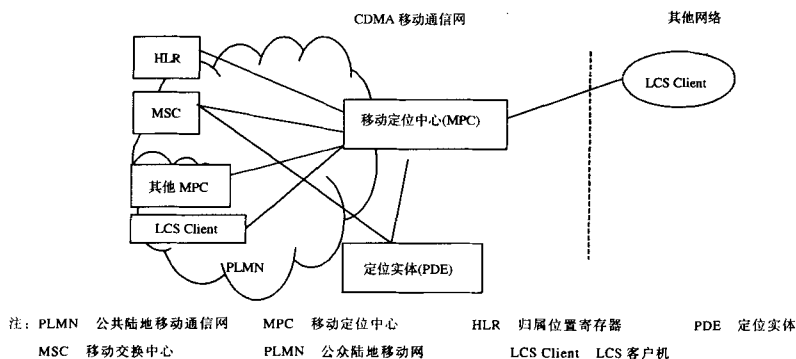 CDMA 移动通信网
其他网络
HLR
LCS Client
MSC
移动定位中心(MPC)
其他 MPC
LCS Client
PLMN
定位实体(PDE)
注：PLMN 公共陆地移动通信网 MPC 移动定位中心 HLR 归属位置寄存器 PDE 定位实体
MSC 移动交换中心 PLMN 公众陆地移动网 LCS Client LCS 客户机